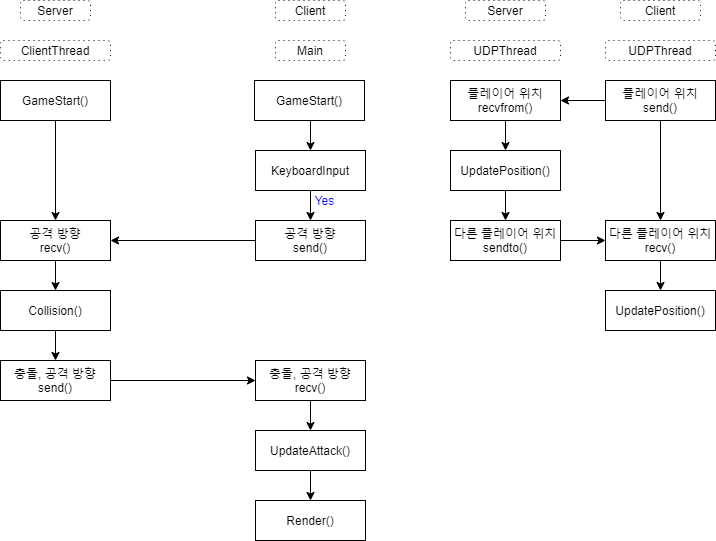 Server
Client
Server
Client
ClientThread
Main
UDPThread
UDPThread
GameStart()
GameStart()
플레이어 위치
recvfrom()
플레이어 위치
send()
KeyboardInput
UpdatePosition()
Yes
공격 방향
recv()
공격 방향
send()
다른 플레이어 위치
sendto()
다른 플레이어 위치
recv()
Collision()
UpdatePosition()
충돌, 공격 방향
send()
충돌, 공격 방향
recv()
UpdateAttack()
Render()